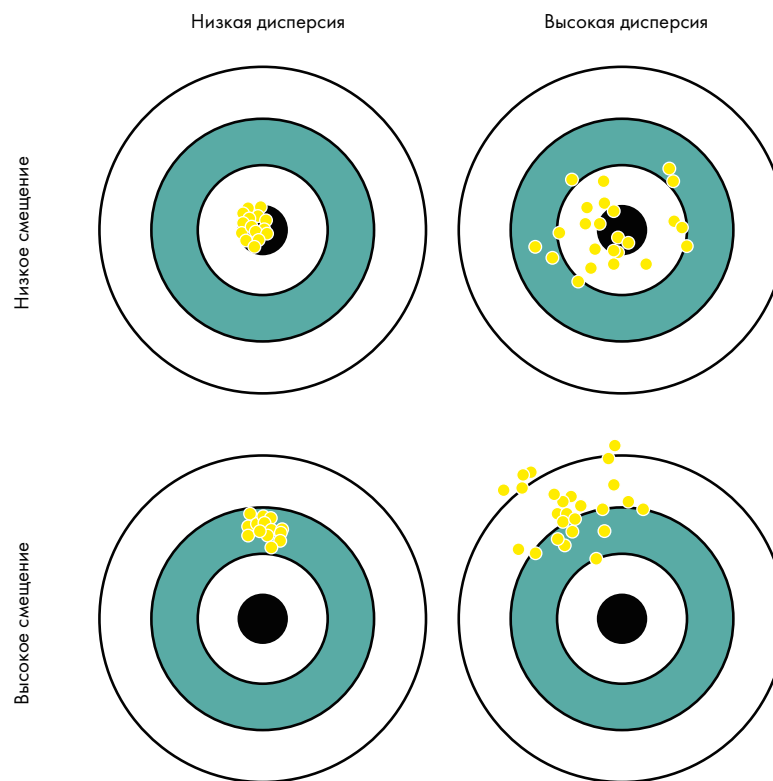 Низкая дисперсия
Высокая дисперсия
Низкое смещение
Высокое смещение